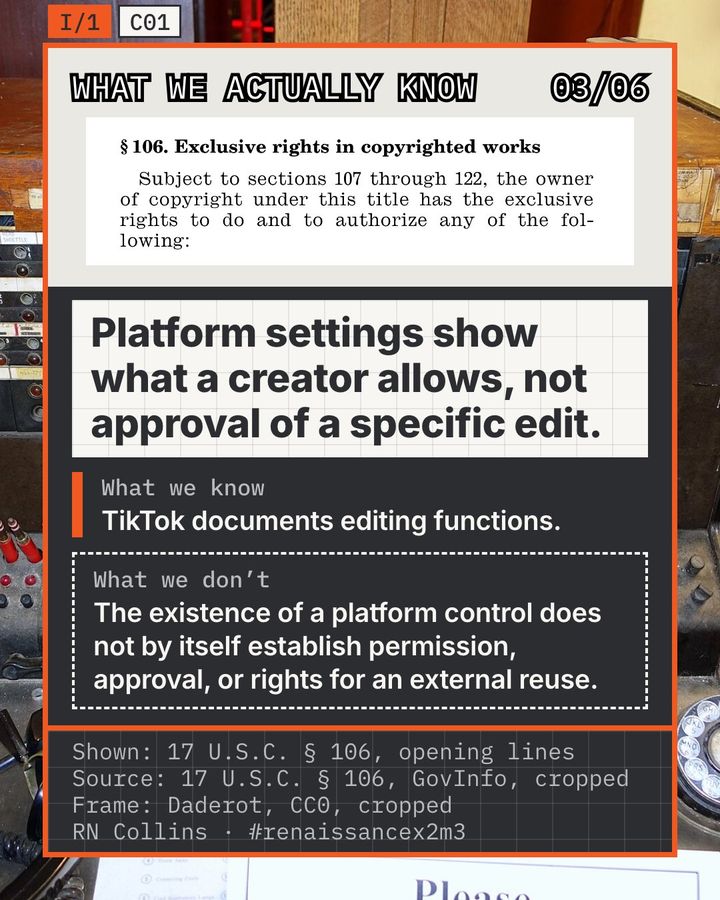 I/1 C01
WHAT WE ACTUALLY KNOW 03/06
§ 106. Exclusive rights in copyrighted works
Subject to sections 107 through 122, the owner
of copyright under this title has the exclusive
rights to do and to authorize any of the fol-
lowing:
Platform settings show
what a creator allows, not
approval of a specific edit.
What we know
TikTok documents editing functions.
What we don’t
The existence of a platform control does
not by itself establish permission,
approval, or rights for an external reuse.
Shown: 17 U.S.C. § 106, opening lines
Source: 17 U.S.C. § 106, GovInfo, cropped
Frame: Daderot, CC0, cropped
RN Collins · #renaissancex2m3
Please